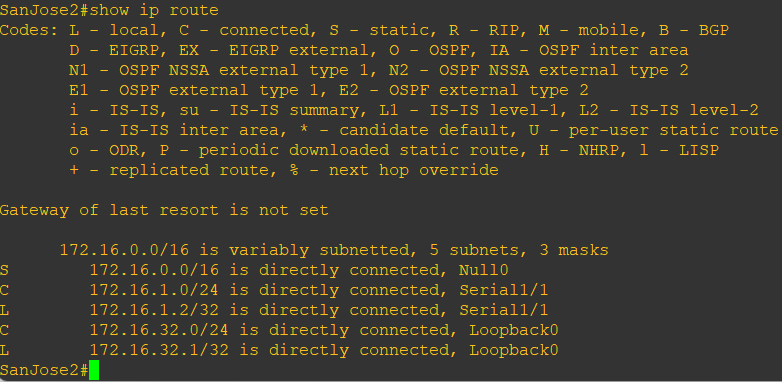 SanJose2#show ip route
Codes: L - local, C - connected, S - static, R - RIP, M - mobile, B - BGP
       D - EIGRP, EX - EIGRP external, O - OSPF, IA - OSPF inter area
       N1 - OSPF NSSA external type 1, N2 - OSPF NSSA external type 2
       E1 - OSPF external type 1, E2 - OSPF external type 2
       i - IS-IS, su - IS-IS summary, L1 - IS-IS level-1, L2 - IS-IS level-2
       ia - IS-IS inter area, * - candidate default, U - per-user static route
       o - ODR, P - periodic downloaded static route, H - NHRP, l - LISP
       + - replicated route, % - next hop override

Gateway of last resort is not set

      172.16.0.0/16 is variably subnetted, 5 subnets, 3 masks
S        172.16.0.0/16 is directly connected, Null0
C        172.16.1.0/24 is directly connected, Serial1/1
L        172.16.1.2/32 is directly connected, Serial1/1
C        172.16.32.0/24 is directly connected, Loopback0
L        172.16.32.1/32 is directly connected, Loopback0
SanJose2#